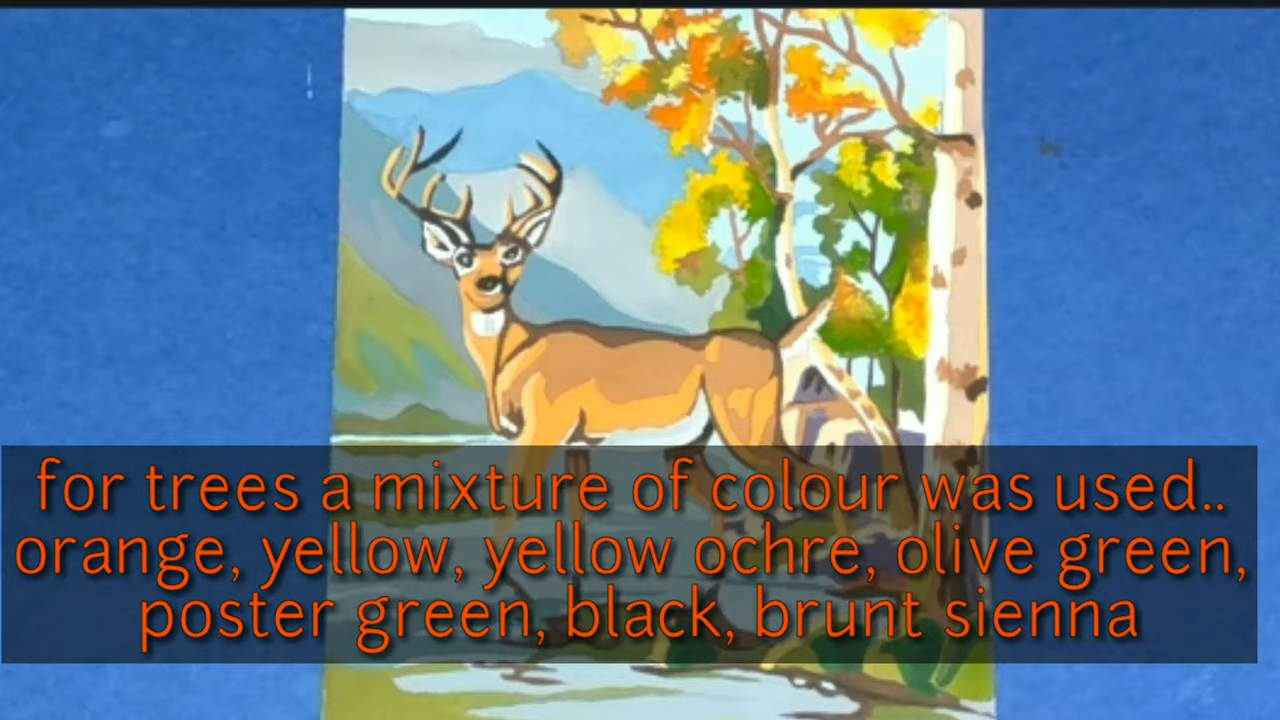 for trees a mixture of colour was used..
orange, yellow, yellow ochre, olive green,
poster green, black, brunt sienna